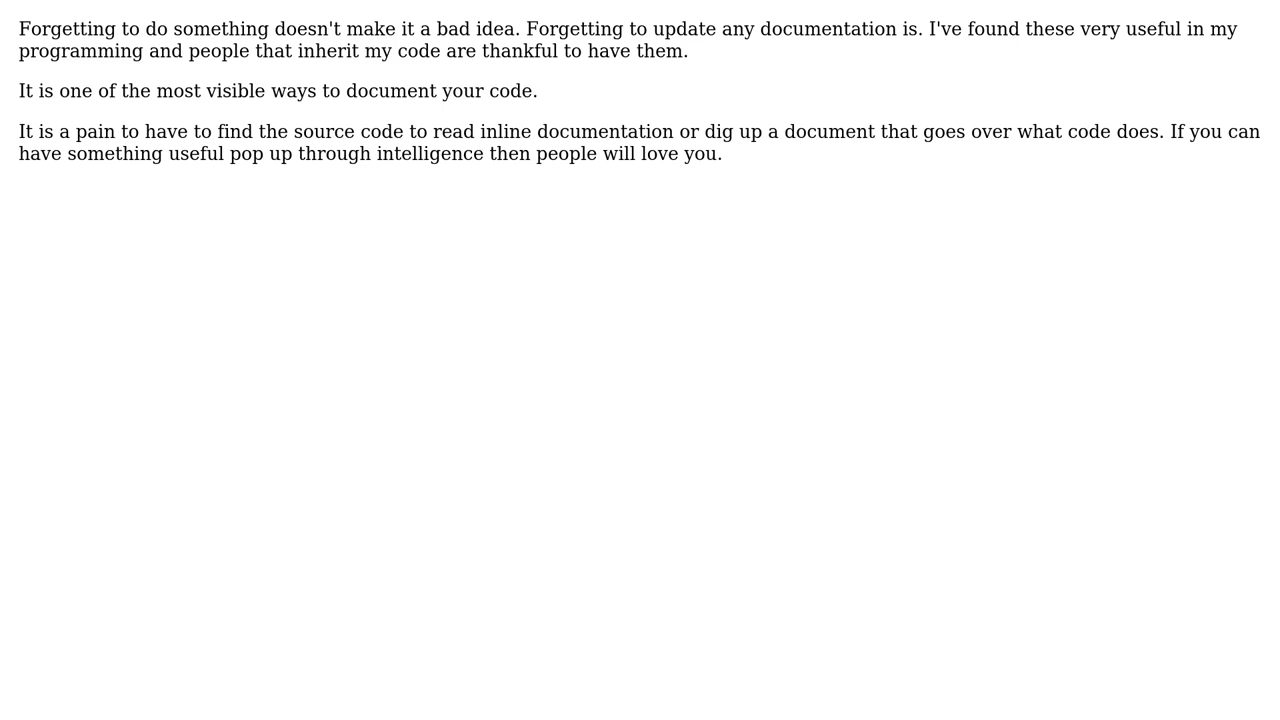 Forgetting to do something doesn't make it a bad idea. Forgetting to update any documentation is. I've found these very useful in my
programming and people that inherit my code are thankful to have them.
It is one of the most visible ways to document your code.
It is a pain to have to find the source code to read inline documentation or dig up a document that goes over what code does. If you can
have something useful pop up through intelligence then people will love you.